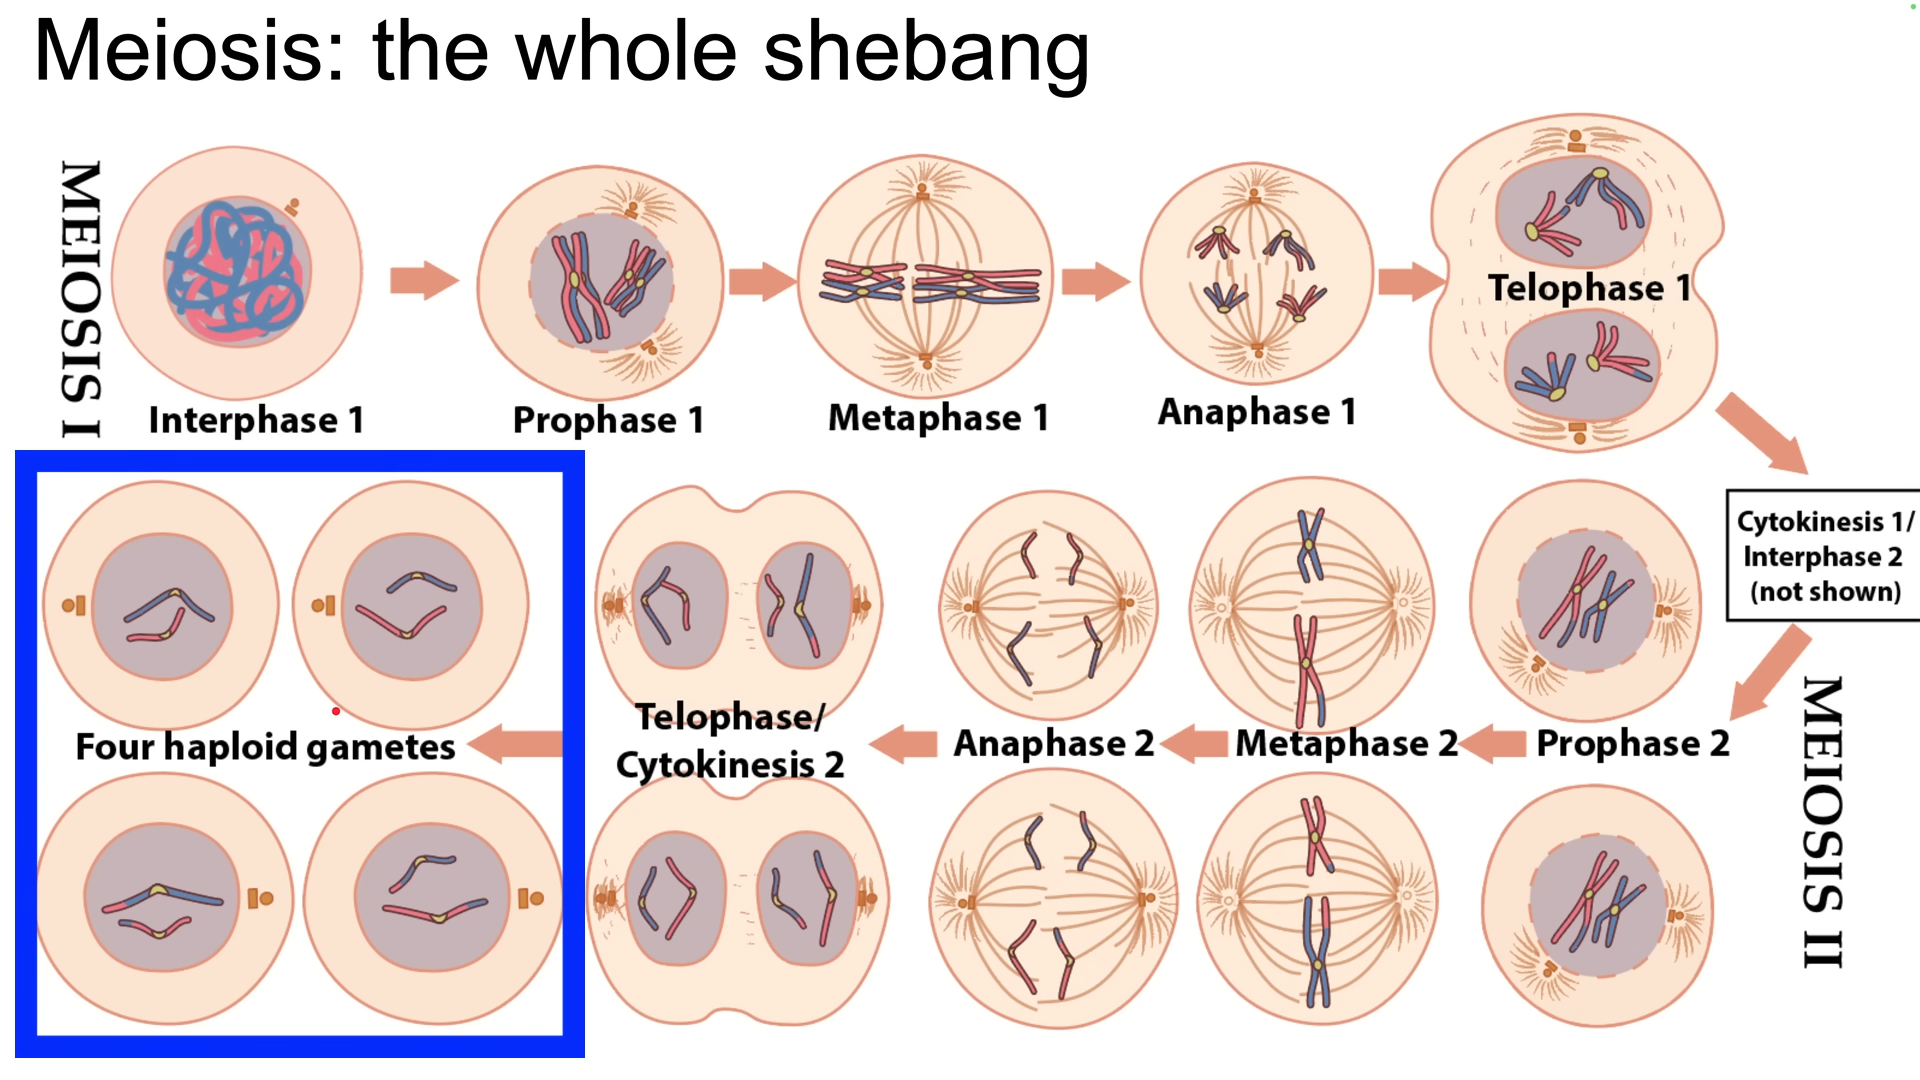 Meiosis: the whole shebang
MEIOSIS I
Interphase 1
Prophase 1
Metaphase 1
Anaphase 1
Telophase 1
Cytokinesis 1/
Interphase 2
(not shown)
MEIOSIS II
Prophase 2
Metaphase 2
Anaphase 2
Telophase/
Cytokinesis 2
Four haploid gametes